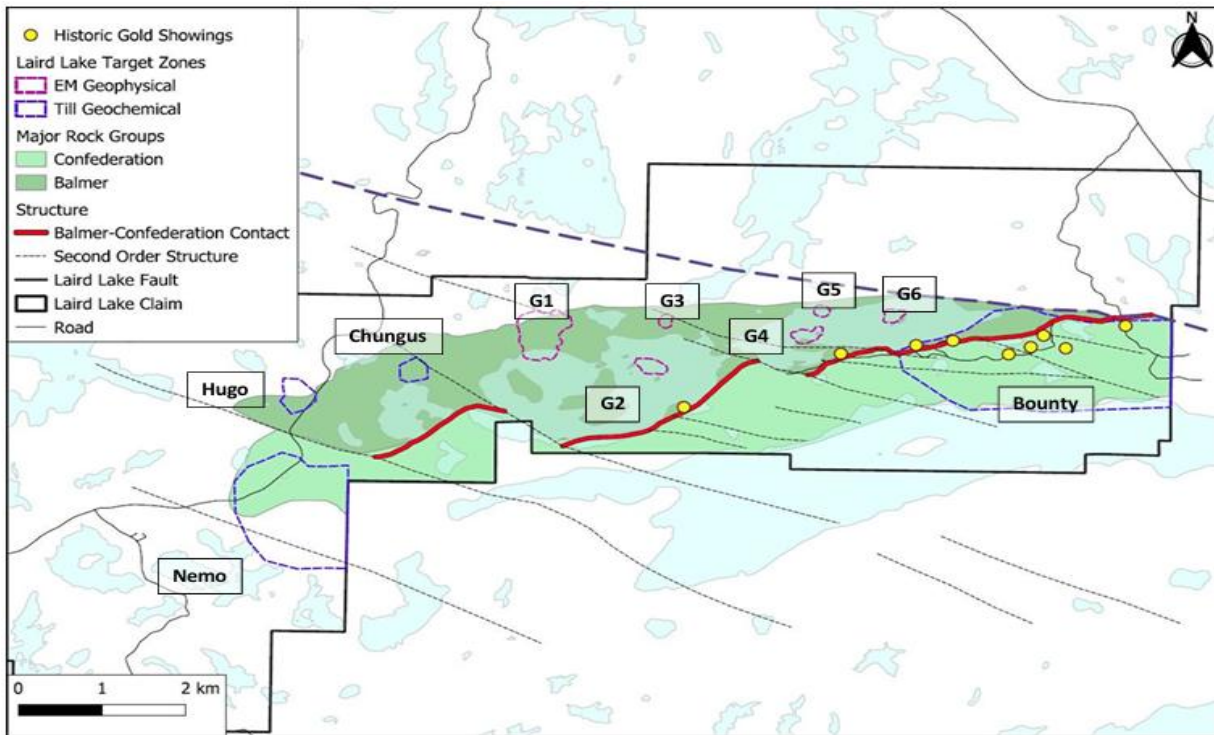 Historic Gold Showings
Laird Lake Target Zones
EM Geophysical
Till Geochemical
Major Rock Groups
Confederation
Balmer
Structure
Balmer-Confederation Contact
Second Order Structure
Laird Lake Fault
Laird Lake Claim
Road
N
G1
G3
G5
G6
Chungus
G4
Hugo
G2
Bounty
Nemo
0 1 2 km